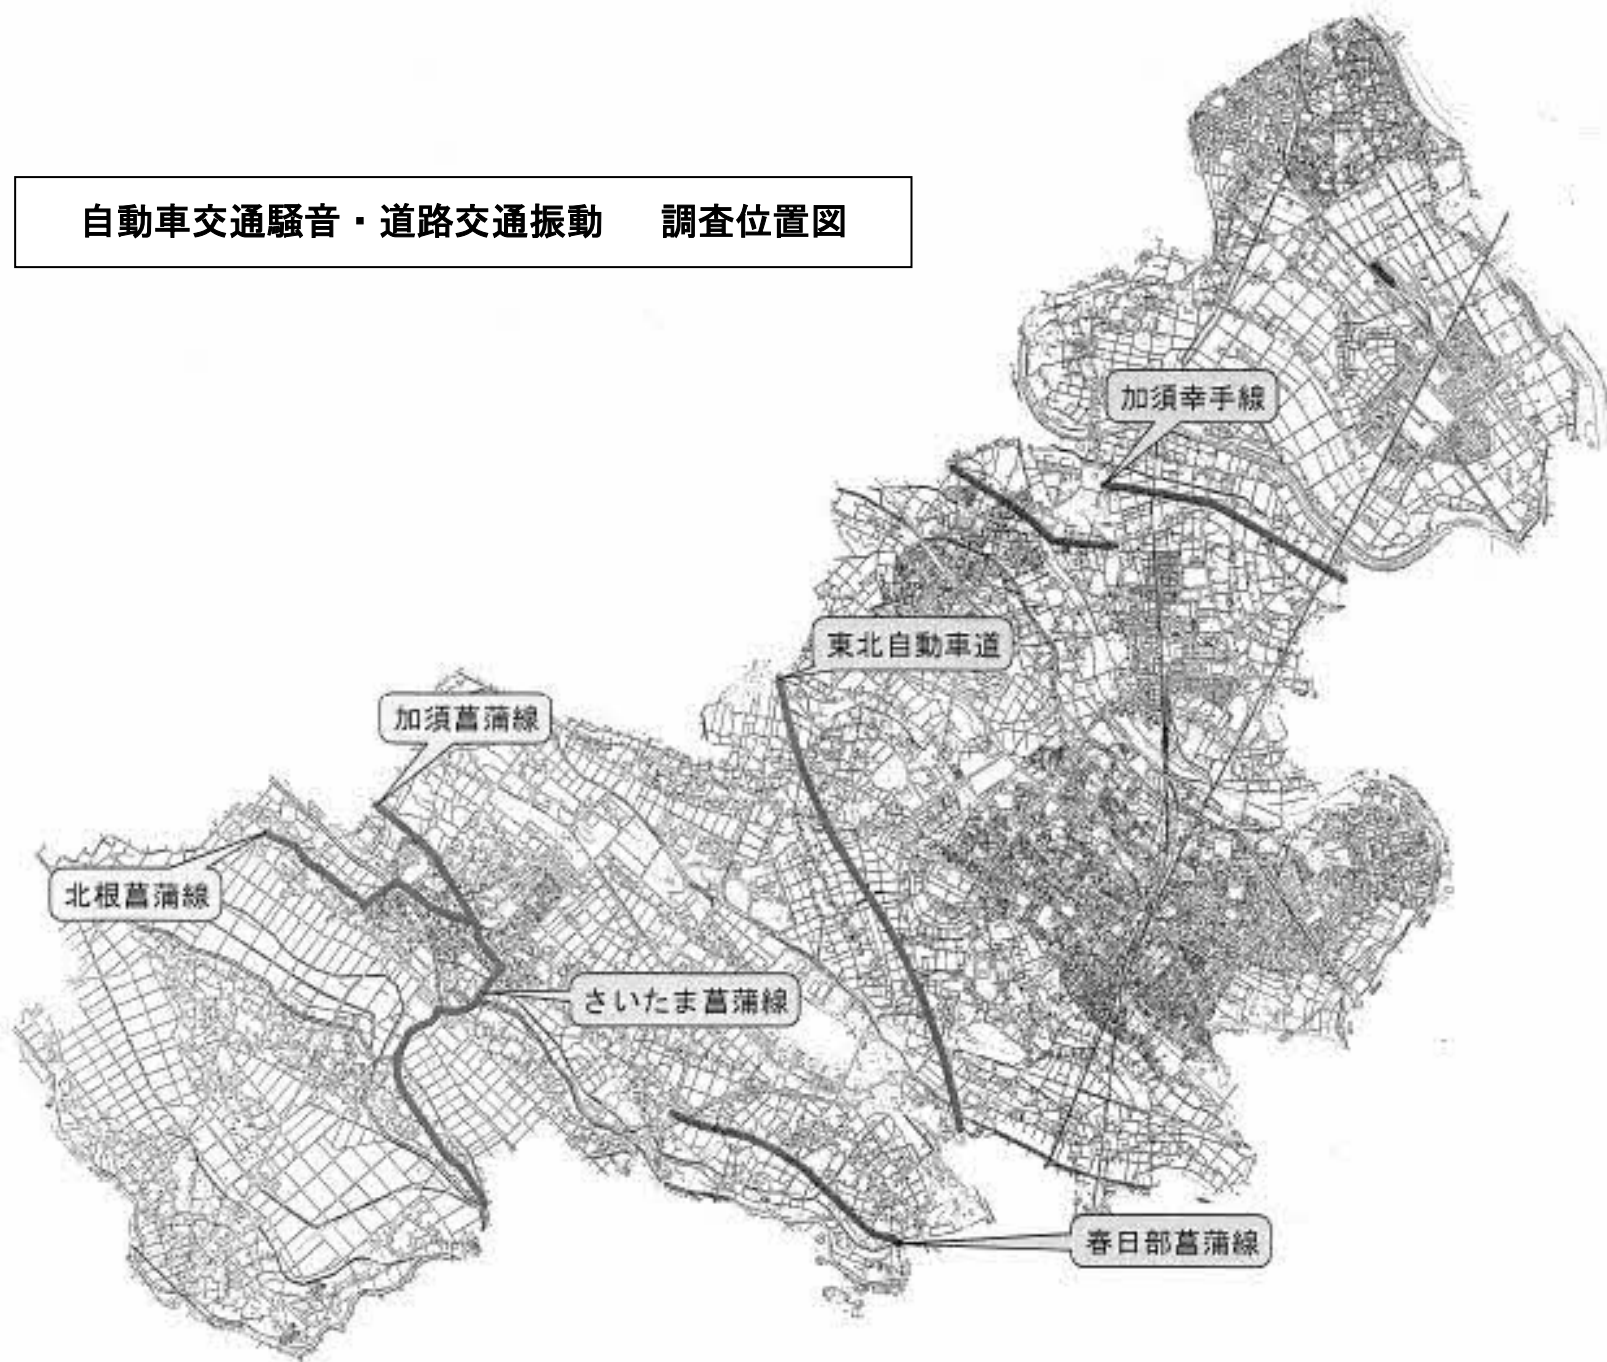 自動車交通騒音・道路交通振動　調査位置図
加須幸手線
東北自動車道
加須菖蒲線
北根菖蒲線
さいたま菖蒲線
春日部菖蒲線